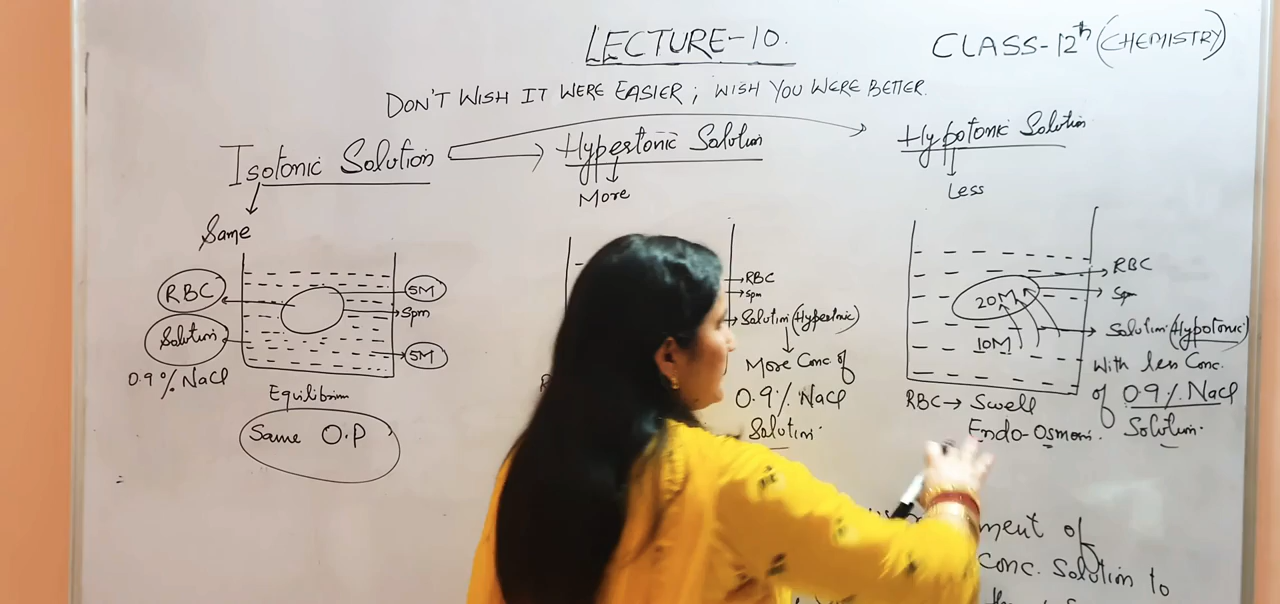 LECTURE-10.
CLASS-12th (CHEMISTRY)
DON'T WISH IT WERE EASIER; WISH YOU WERE BETTER.
Isotonic Solution
Same
RBC
Solution
0.9% NaCl
5M
Spm
5M
Equilibrium
Same O.P
Hypertonic Solution
More
RBC
Spm
Solution (Hypertonic)
More Conc. of
0.9% NaCl
Solution.
Hypotonic Solution
Less
20M
10M
RBC
Sp
Solution (Hypotonic)
With less Conc.
of 0.9% NaCl
Solution.
RBC → Swell
Endo-Osmosis.
ment of
Conc. Solution to